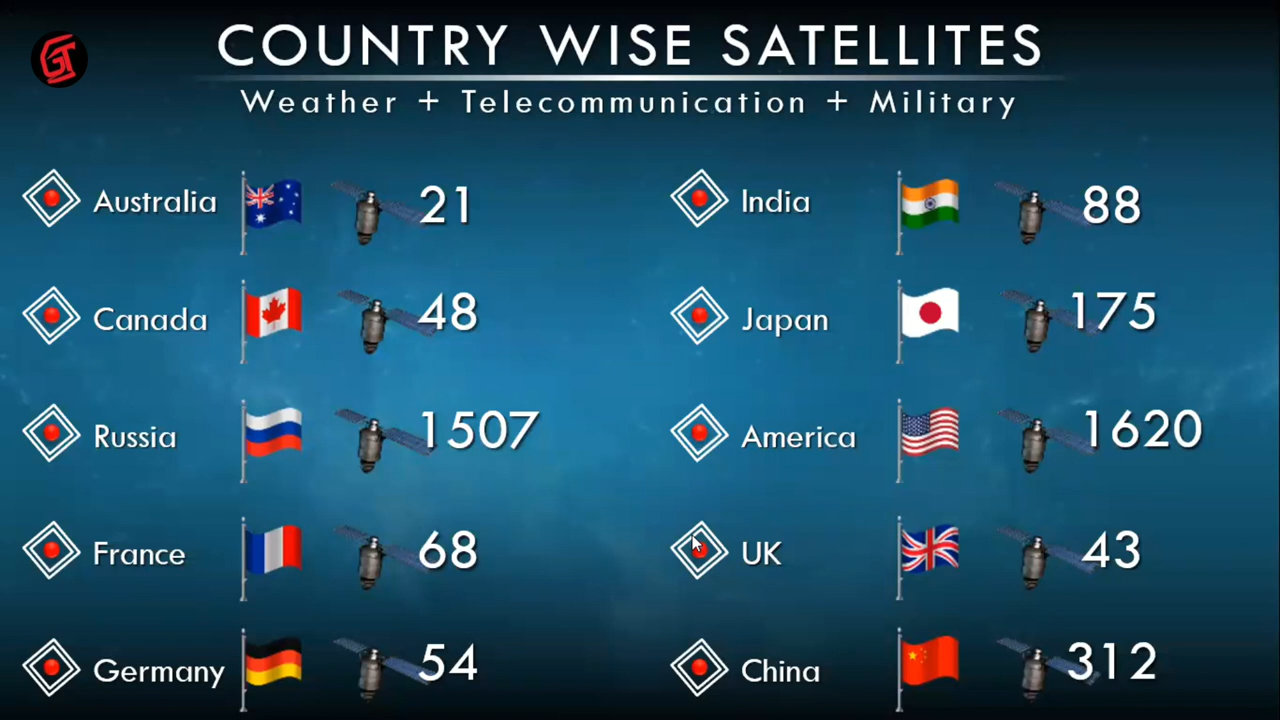 GT
COUNTRY WISE SATELLITES
Weather + Telecommunication + Military
Australia 21
India 88
Canada 48
Japan 175
Russia 1507
America 1620
France 68
UK 43
Germany 54
China 312